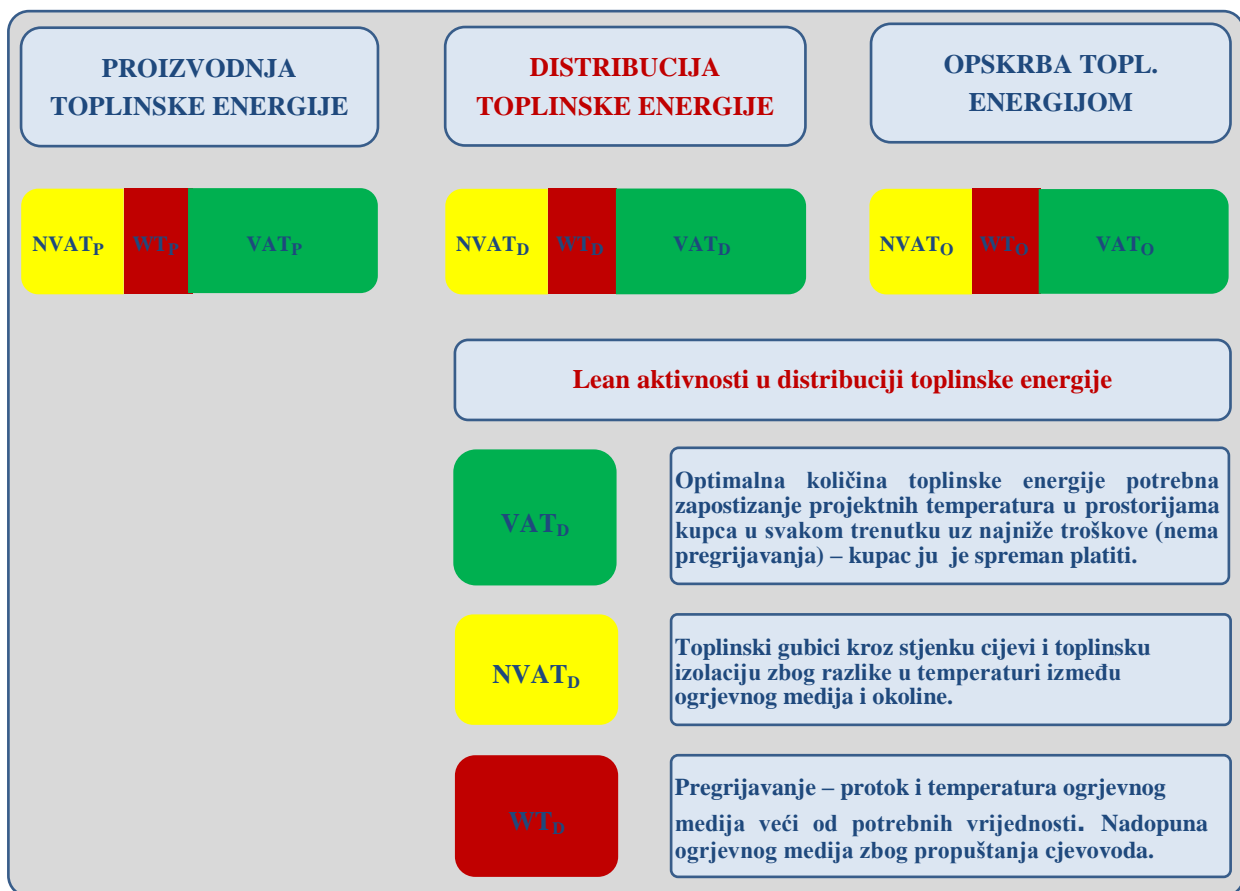 PROIZVODNJA
TOPLINSKE ENERGIJE
DISTRIBUCIJA
TOPLINSKE ENERGIJE
OPSKRBA TOPL.
ENERGIJOM
NVATP WTP VATP
NVATD WTD VATD
NVATO WTO VATO
Lean aktivnosti u distribuciji toplinske energije
VATD
Optimalna količina toplinske energije potrebna
zapostizanje projektnih temperatura u prostorijama
kupca u svakom trenutku uz najniže troškove (nema
pregrijavanja) – kupac ju je spreman platiti.
NVATD
Toplinski gubici kroz stjenku cijevi i toplinsku
izolaciju zbog razlike u temperaturi između
ogrjevnog medija i okoline.
WTD
Pregrijavanje – protok i temperatura ogrjevnog
medija veći od potrebnih vrijednosti. Nadopuna
ogrjevnog medija zbog propuštanja cjevovoda.